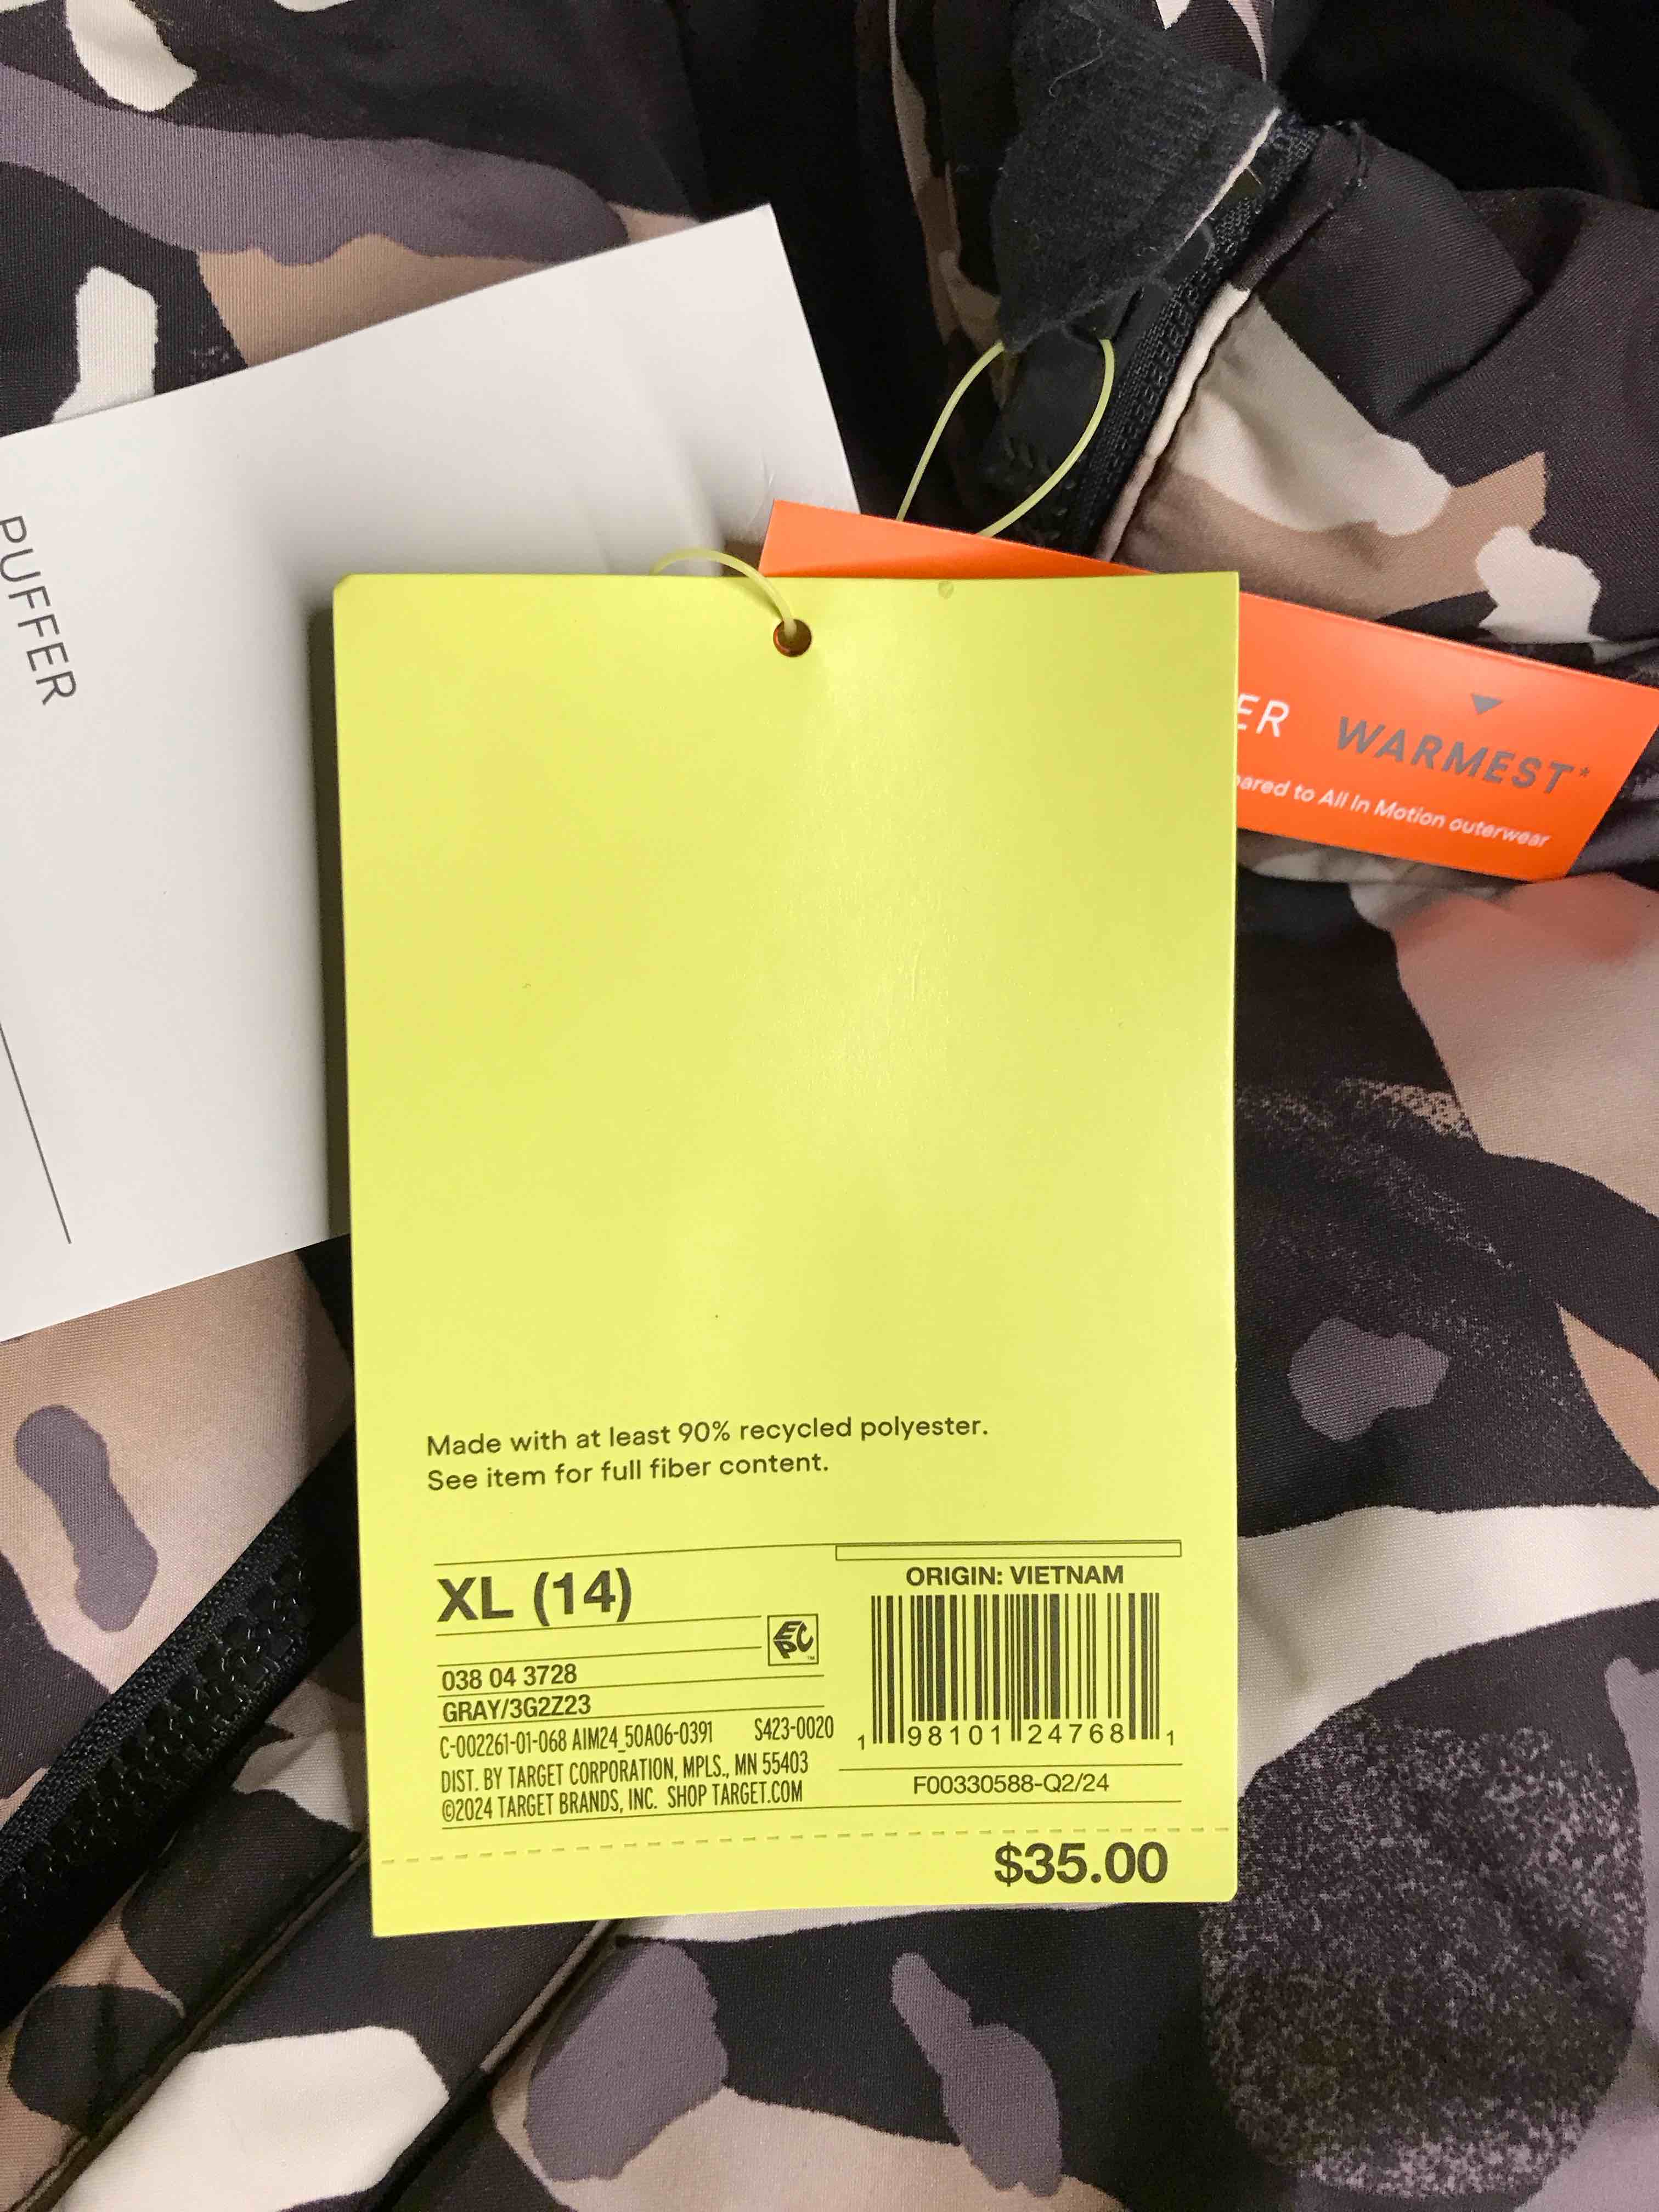 PUFFER
ER WARMEST*
to All In Motion outerwear
Made with at least 90% recycled polyester.
See item for full fiber content.
XL (14)
EPC
™
038 04 3728
GRAY/3G2Z23
C-002261-01-068 AIM24_50A06-0391 S423-0020
DIST. BY TARGET CORPORATION, MPLS., MN 55403
©2024 TARGET BRANDS, INC. SHOP TARGET.COM
ORIGIN: VIETNAM
1 98101 24768 1
F00330588-Q2/24
$35.00